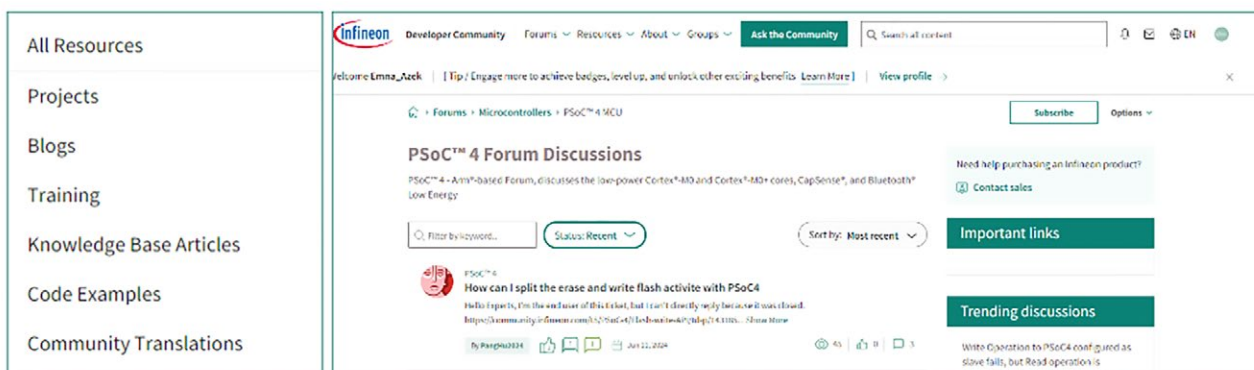 All Resources
Projects
Blogs
Training
Knowledge Base Articles
Code Examples
Community Translations
infineon
Developer Community
Forums
Resources
About
Groups
Ask the Community
Search all content
EN
Welcome Emna_Azek
[ Tip / Engage more to achieve badges, level up, and unlock other exciting benefits Learn More ]
View profile
Forums › Microcontrollers › PSoC™ 4 MCU
Subscribe
Options
PSoC™ 4 Forum Discussions
PSoC™ 4 - Arm®-based Forum, discusses the low-power Cortex®-M0 and Cortex®-M0+ cores, CapSense®, and Bluetooth®
Low Energy
Filter by keyword...
Status: Recent
Sort by: Most recent
PSoC™ 4
How can I split the erase and write flash activite with PSoC4
Hello Experts, I'm the end user of this ticket, but I can't directly reply because it was closed.
Show More
By PangHu2024
Jun 11, 2024
0
3
Need help purchasing an Infineon product?
Contact sales
Important links
Trending discussions
Write Operation to PSoC4 configured as
slave fails, but Read operation is